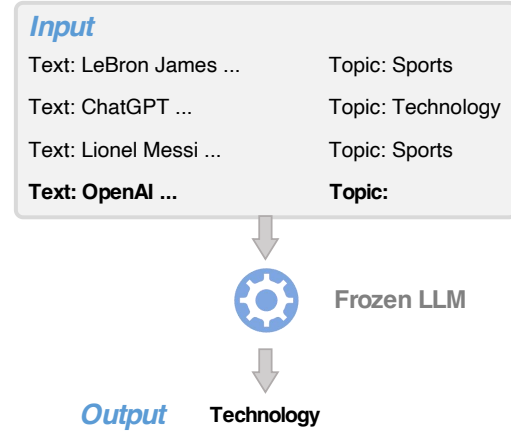 Input
Text: LeBron James ... Topic: Sports
Text: ChatGPT ... Topic: Technology
Text: Lionel Messi ... Topic: Sports
Text: OpenAI ... Topic:
Frozen LLM
Output Technology